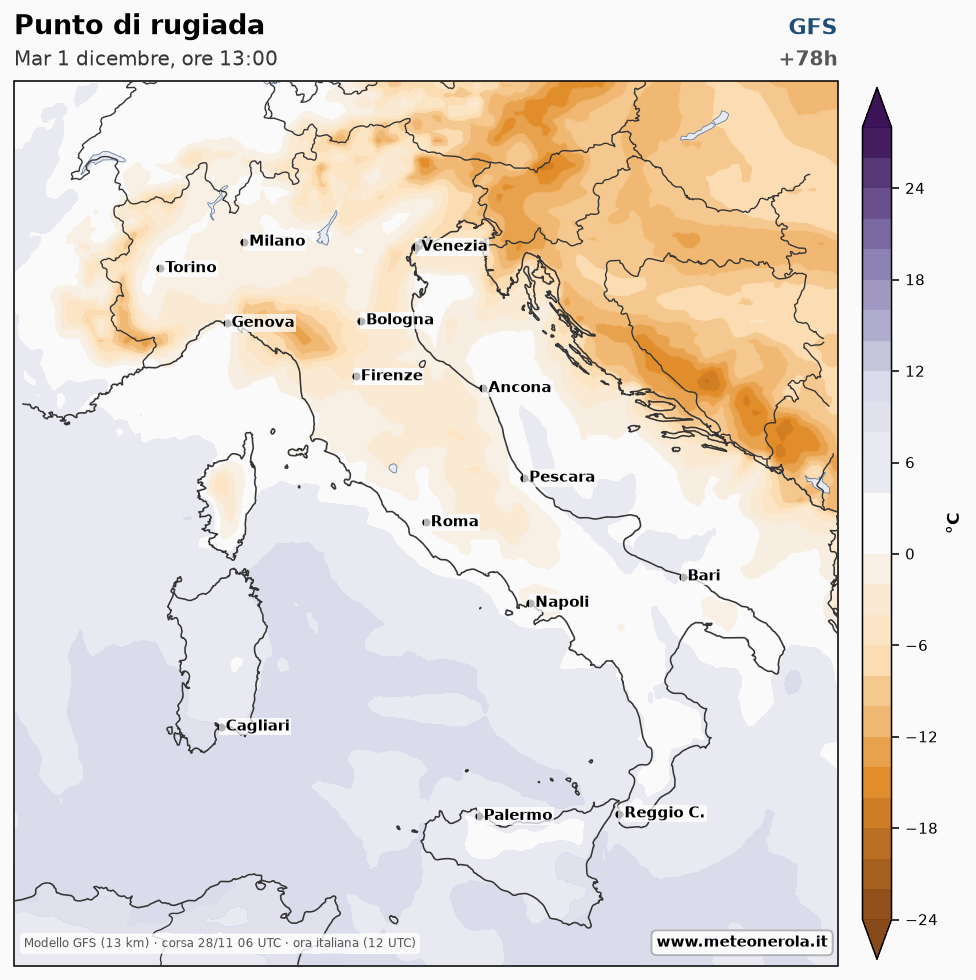 Punto di rugiada
GFS
Mar 1 dicembre, ore 13:00
+78h
Milano
Venezia
Torino
Genova
Bologna
Firenze
Ancona
Pescara
Roma
Bari
Napoli
Cagliari
Palermo
Reggio C.
24
18
12
6
0
−6
−12
−18
−24
°C
Modello GFS (13 km) · corsa 28/11 06 UTC · ora italiana (12 UTC)
www.meteonerola.it